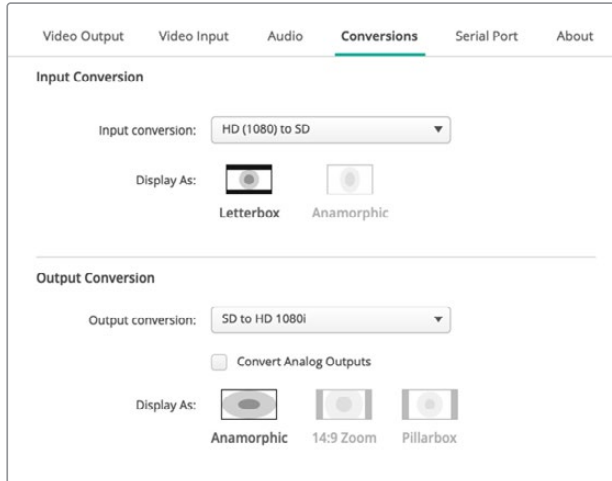 Video Output Video Input Audio Conversions Serial Port About
Input Conversion
Input conversion: HD (1080) to SD
Display As:
Letterbox Anamorphic
Output Conversion
Output conversion: SD to HD 1080i
Convert Analog Outputs
Display As:
Anamorphic 14:9 Zoom Pillarbox